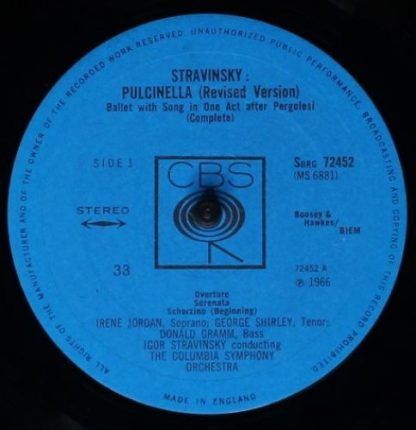 ALL RIGHTS OF THE MANUFACTURER AND OF THE OWNER OF THE RECORDED WORK RESERVED. UNAUTHORIZED PUBLIC PERFORMANCE, BROADCASTING AND COPYING OF THIS RECORD PROHIBITED
STRAVINSKY:
PULCINELLA (Revised Version)
Ballet with Song in One Act after Pergolesi
(Complete)
SIDE 1
CBS
SBRG 72452
(MS 6881)
STEREO
Boosey &
Hawkes/
BIEM
33
72452 A
℗ 1966
Overture
Serenata
Scherzino (Beginning)
IRENE JORDAN, Soprano; GEORGE SHIRLEY, Tenor;
DONALD GRAMM, Bass
IGOR STRAVINSKY conducting
THE COLUMBIA SYMPHONY
ORCHESTRA
MADE IN ENGLAND